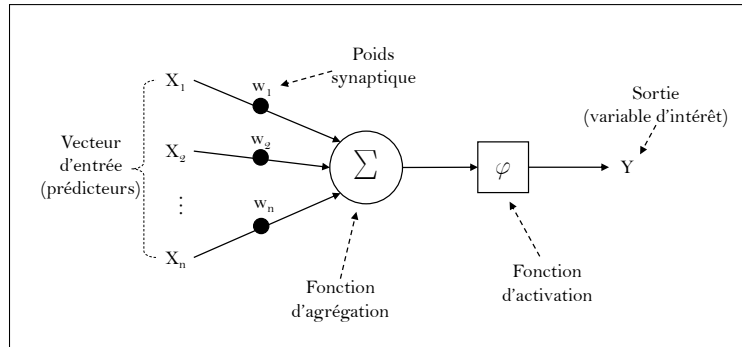 Poids
synaptique
Sortie
(variable d'intérêt)
Vecteur
d'entrée
(prédicteurs)
X₁
w₁
X₂
w₂
⋮
wₙ
Xₙ
∑
φ
Y
Fonction
d'agrégation
Fonction
d'activation